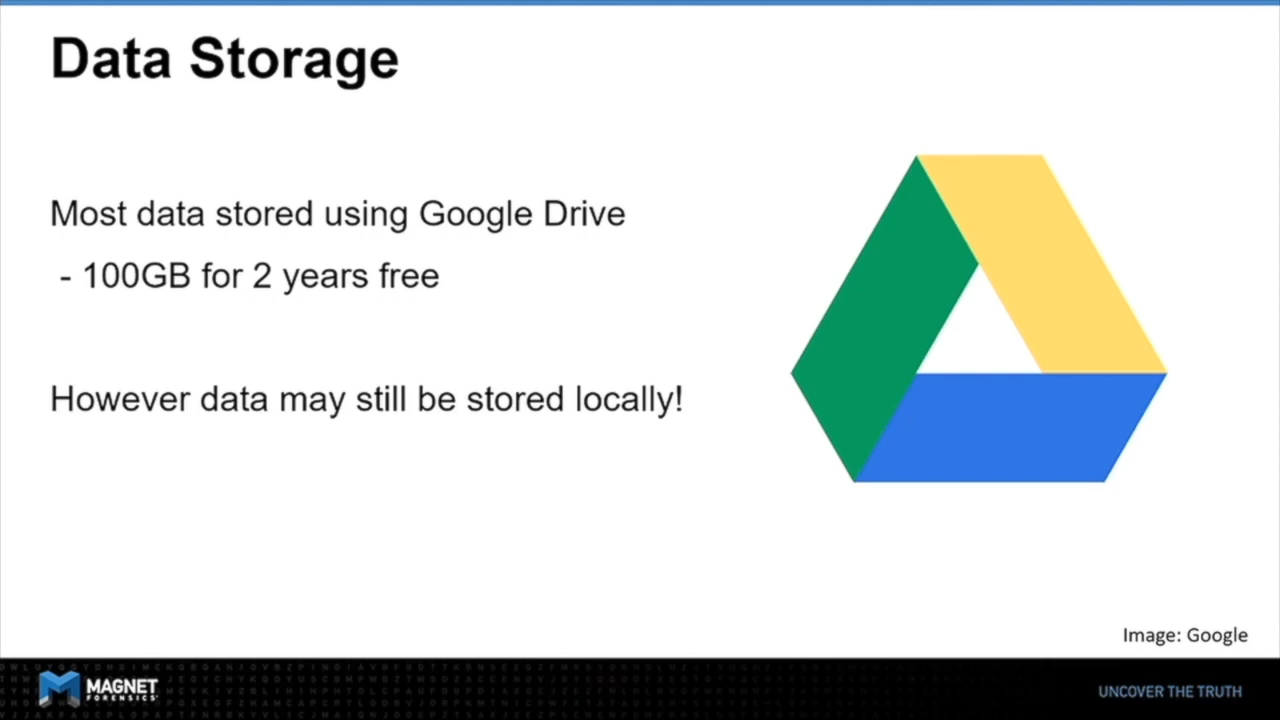 Data Storage
Most data stored using Google Drive
- 100GB for 2 years free
However data may still be stored locally!
Image: Google
MAGNET
FORENSICS
UNCOVER THE TRUTH